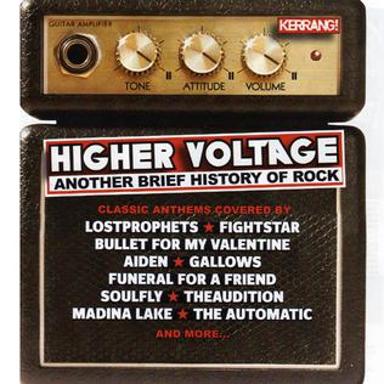 GUITAR AMPLIFIER
KERRANG!
TONE ATTITUDE VOLUME
HIGHER VOLTAGE
ANOTHER BRIEF HISTORY OF ROCK
CLASSIC ANTHEMS COVERED BY
LOSTPROPHETS ★ FIGHTSTAR
BULLET FOR MY VALENTINE
AIDEN ★ GALLOWS
FUNERAL FOR A FRIEND
SOULFLY ★ THEAUDITION
MADINA LAKE ★ THE AUTOMATIC
AND MORE...